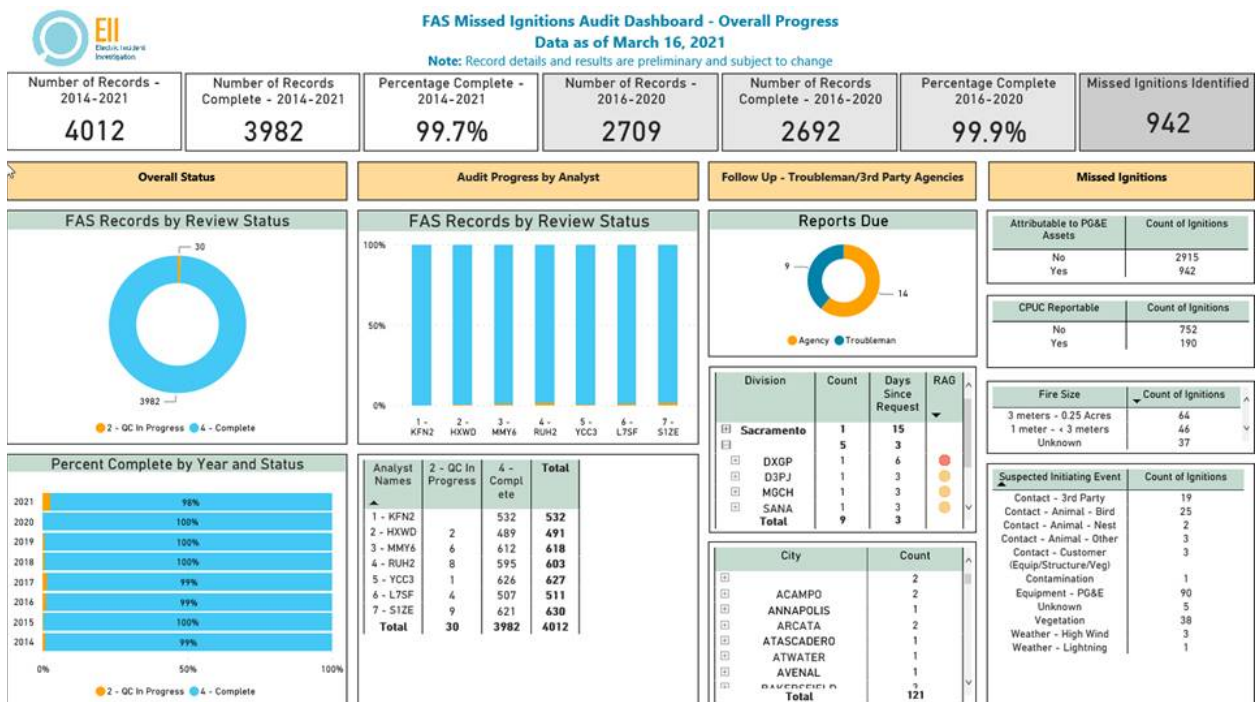 EII
Electric Incident
Investigation
FAS Missed Ignitions Audit Dashboard - Overall Progress
Data as of March 16, 2021
Note: Record details and results are preliminary and subject to change
Number of Records -
2014-2021
4012
Number of Records
Complete - 2014-2021
3982
Percentage Complete -
2014-2021
99.7%
Number of Records -
2016-2020
2709
Number of Records
Complete - 2016-2020
2692
Percentage Complete
2016-2020
99.9%
Missed Ignitions Identified
942
Overall Status
Audit Progress by Analyst
Follow Up - Troubleman/3rd Party Agencies
Missed Ignitions
FAS Records by Review Status
30
3982
2 - QC In Progress 4 - Complete
Percent Complete by Year and Status
2021 98%
2020 100%
2019 100%
2018 100%
2017 99%
2016 99%
2015 100%
2014 99%
0% 50% 100%
2 - QC In Progress 4 - Complete
FAS Records by Review Status
100%
50%
0%
1 - 2 - 3 - 4 - 5 - 6 - 7 -
KFN2 HXWD MMY6 RUH2 YCC3 L7SF S1ZE
Analyst 2 - QC In 4 - Total
Names Progress Compl
ete
1 - KFN2 532 532
2 - HXWD 2 489 491
3 - MMY6 6 612 618
4 - RUH2 8 595 603
5 - YCC3 1 626 627
6 - L7SF 4 507 511
7 - S1ZE 9 621 630
Total 30 3982 4012
Reports Due
9
14
Agency Troubleman
Division Count Days RAG
Since
Request
Sacramento 1 15
5 3
DXGP 1 6
D3PJ 1 3
MGCH 1 3
SANA 1 3
Total 9 3
City Count
2
ACAMPO 2
ANNAPOLIS 1
ARCATA 2
ATASCADERO 1
ATWATER 1
AVENAL 1
BAKERSFIELD 2
Total 121
Attributable to PG&E Count of Ignitions
Assets
No 2915
Yes 942
CPUC Reportable Count of Ignitions
No 752
Yes 190
Fire Size Count of Ignitions
3 meters - 0.25 Acres 64
1 meter - < 3 meters 46
Unknown 37
Suspected Initiating Event Count of Ignitions
Contact - 3rd Party 19
Contact - Animal - Bird 25
Contact - Animal - Nest 2
Contact - Animal - Other 3
Contact - Customer 3
(Equip/Structure/Veg)
Contamination 1
Equipment - PG&E 90
Unknown 5
Vegetation 38
Weather - High Wind 3
Weather - Lightning 1